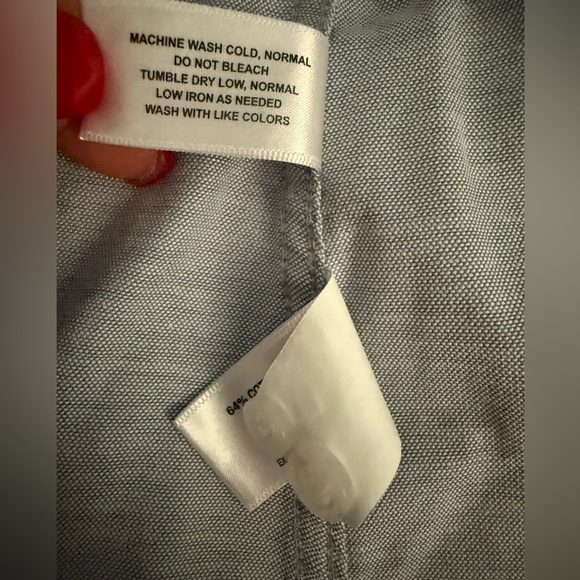 MACHINE WASH COLD, NORMAL
DO NOT BLEACH
TUMBLE DRY LOW, NORMAL
LOW IRON AS NEEDED
WASH WITH LIKE COLORS
64%